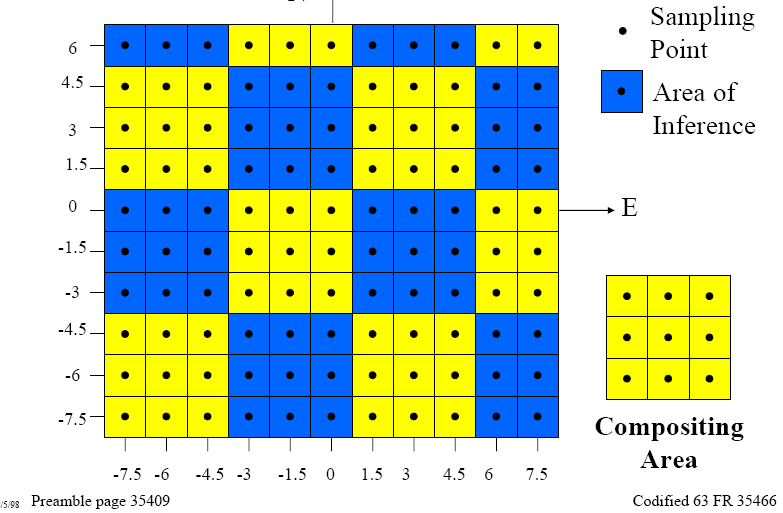 Sampling
Point
6
4.5
Area of
Inference
3
1.5
0
E
-1.5
-3
-4.5
-6
-7.5
Compositing
Area
-7.5 -6 -4.5 -3 -1.5 0 1.5 3 4.5 6 7.5
/5/98 Preamble page 35409
Codified 63 FR 35466